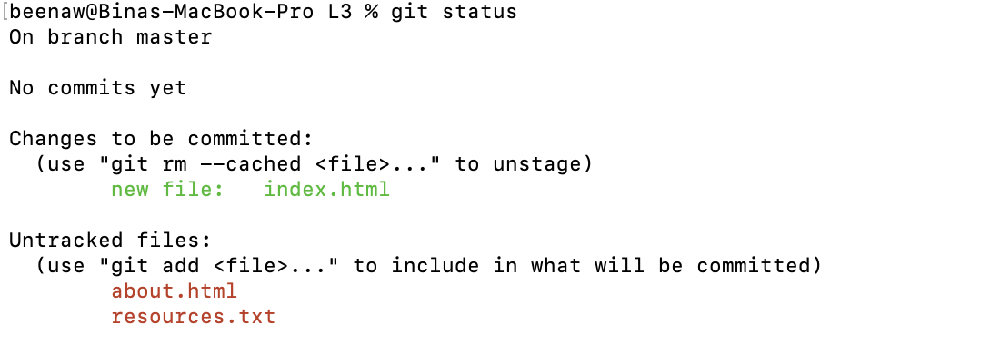 [beenaw@Binas-MacBook-Pro L3 % git status
On branch master
No commits yet
Changes to be committed:
(use "git rm --cached <file>..." to unstage)
new file: index.html
Untracked files:
(use "git add <file>..." to include in what will be committed)
about.html
resources.txt